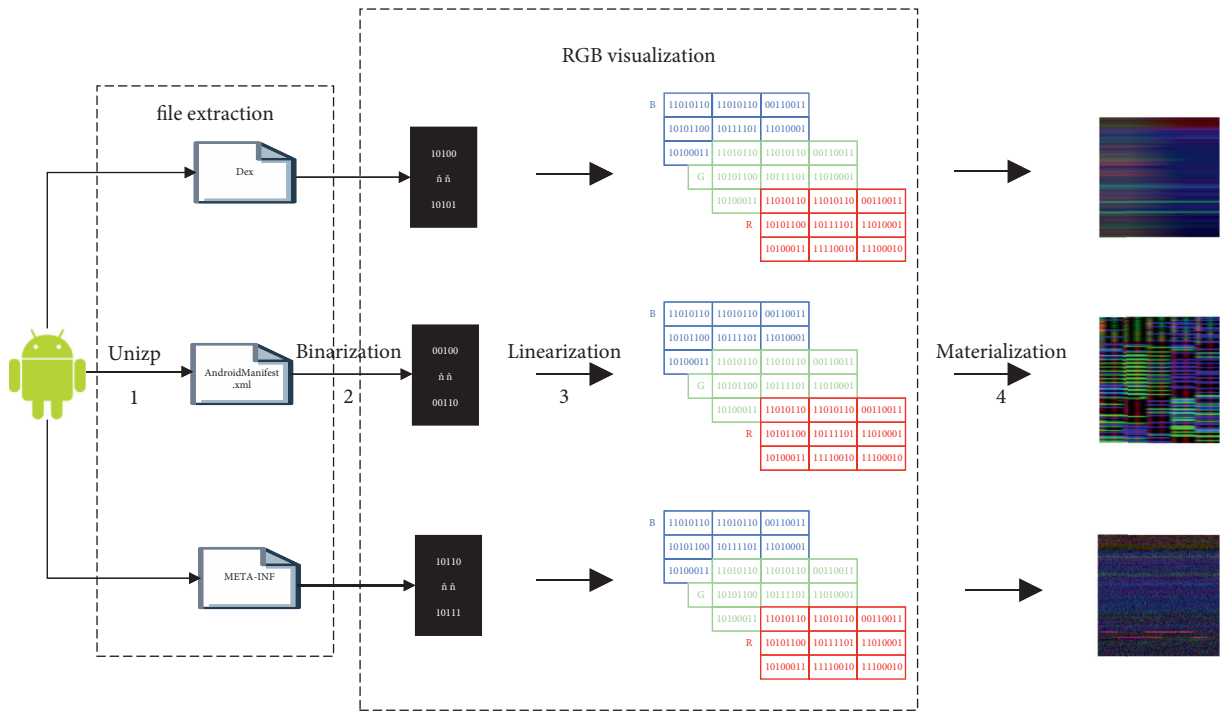 RGB visualization
file extraction
Dex
10100
ñ ñ
10101
B 11010110 11010110 00110011
10101100 10111101 11010001
10100011 11010110 11010110 00110011
G 10101100 10111101 11010001
10100011 11010110 11010110 00110011
R 10101100 10111101 11010001
10100011 11110010 11100010
Unizp
1
AndroidManifest
.xml
Binarization
2
00100
ñ ñ
00110
Linearization
3
B 11010110 11010110 00110011
10101100 10111101 11010001
10100011 11010110 11010110 00110011
G 10101100 10111101 11010001
10100011 11010110 11010110 00110011
R 10101100 10111101 11010001
10100011 11110010 11100010
Materialization
4
META-INF
10110
ñ ñ
10111
B 11010110 11010110 00110011
10101100 10111101 11010001
10100011 11010110 11010110 00110011
G 10101100 10111101 11010001
10100011 11010110 11010110 00110011
R 10101100 10111101 11010001
10100011 11110010 11100010